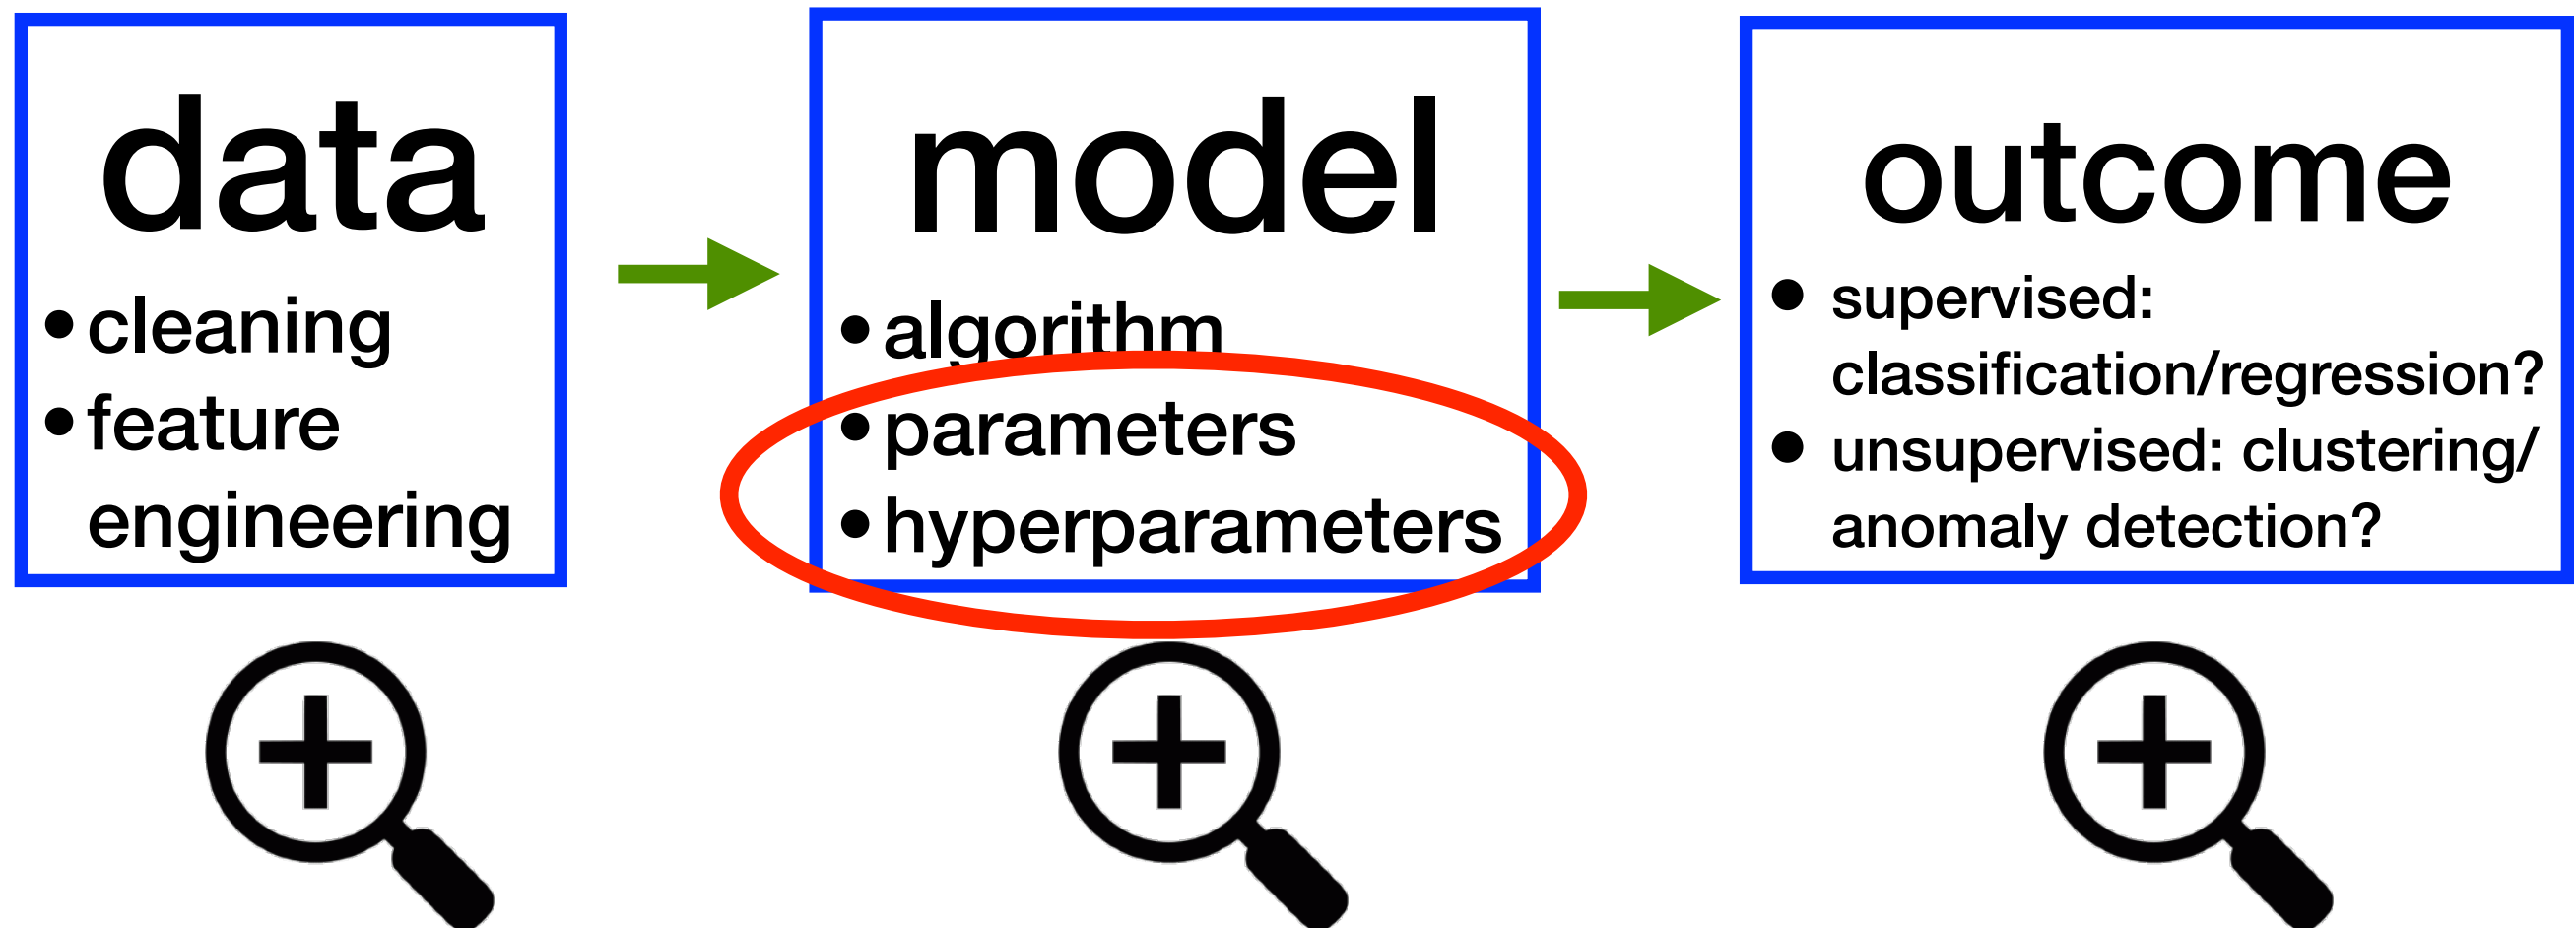 data
• cleaning
• feature
engineering
model
• algorithm
• parameters
• hyperparameters
outcome
• supervised:
classification/regression?
• unsupervised: clustering/
anomaly detection?